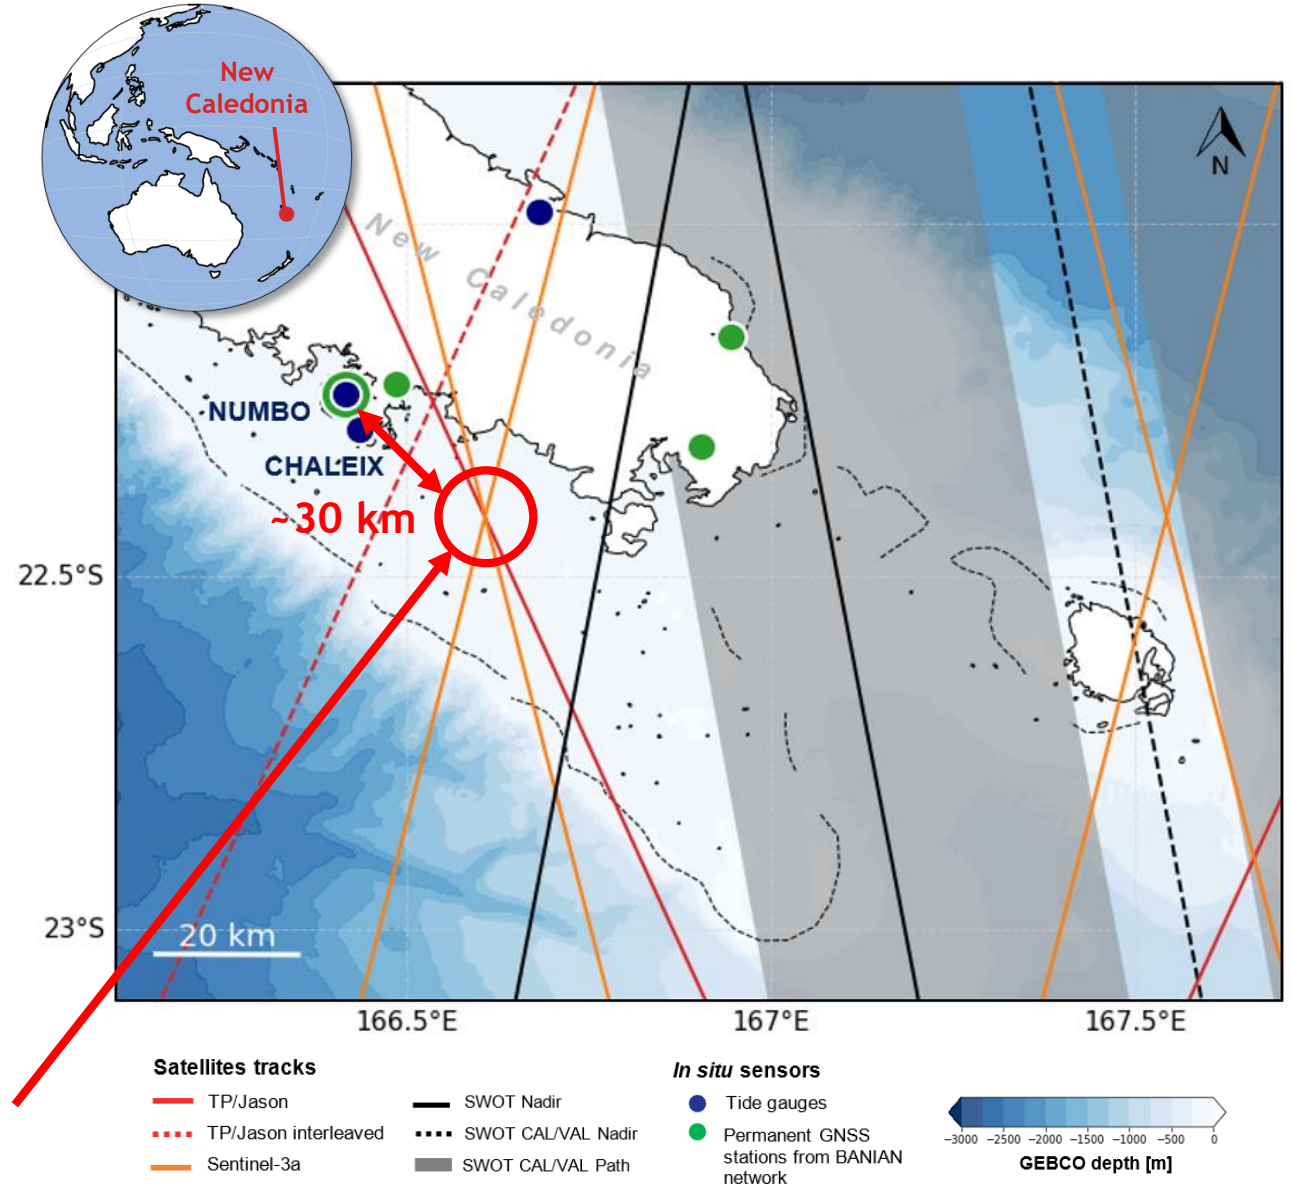 New
Caledonia
N
New Caledonia
NUMBO
CHALEIX
~30 km
22.5°S
23°S
20 km
166.5°E
167°E
167.5°E
Satellites tracks
TP/Jason
TP/Jason interleaved
Sentinel-3a
SWOT Nadir
SWOT CAL/VAL Nadir
SWOT CAL/VAL Path
In situ sensors
Tide gauges
Permanent GNSS
stations from BANIAN
network
−3000 −2500 −2000 −1500 −1000 −500 0
GEBCO depth [m]